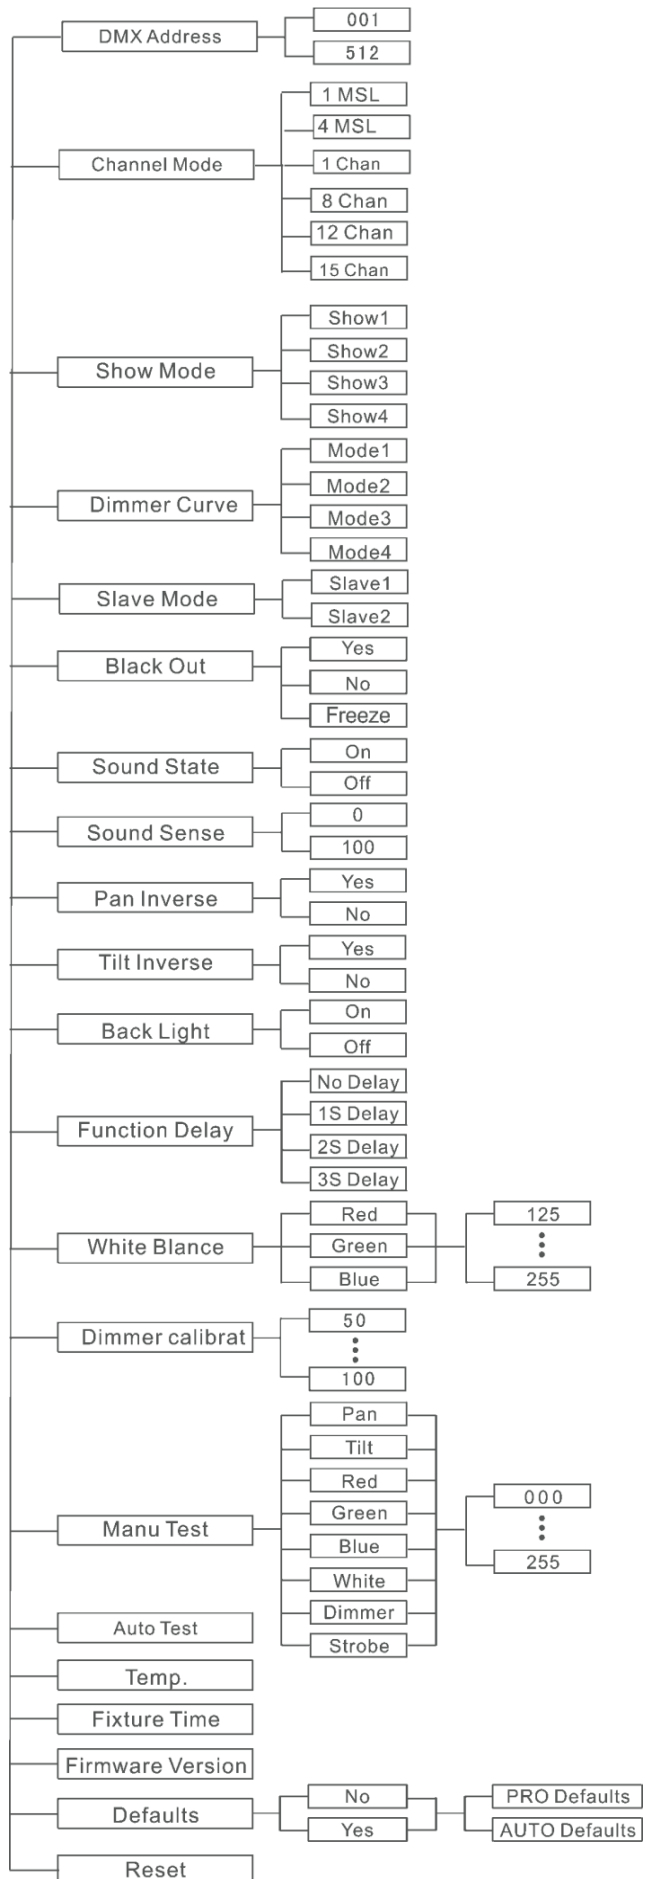 DMX Address
001
512
Channel Mode
1 MSL
4 MSL
1 Chan
8 Chan
12 Chan
15 Chan
Show Mode
Show1
Show2
Show3
Show4
Dimmer Curve
Mode1
Mode2
Mode3
Mode4
Slave Mode
Slave1
Slave2
Black Out
Yes
No
Freeze
Sound State
On
Off
Sound Sense
0
100
Pan Inverse
Yes
No
Tilt Inverse
Yes
No
Back Light
On
Off
Function Delay
No Delay
1S Delay
2S Delay
3S Delay
White Blance
Red
Green
Blue
125
255
Dimmer calibrat
50
100
Manu Test
Pan
Tilt
Red
Green
Blue
White
Dimmer
Strobe
000
255
Auto Test
Temp.
Fixture Time
Firmware Version
Defaults
No
Yes
PRO Defaults
AUTO Defaults
Reset